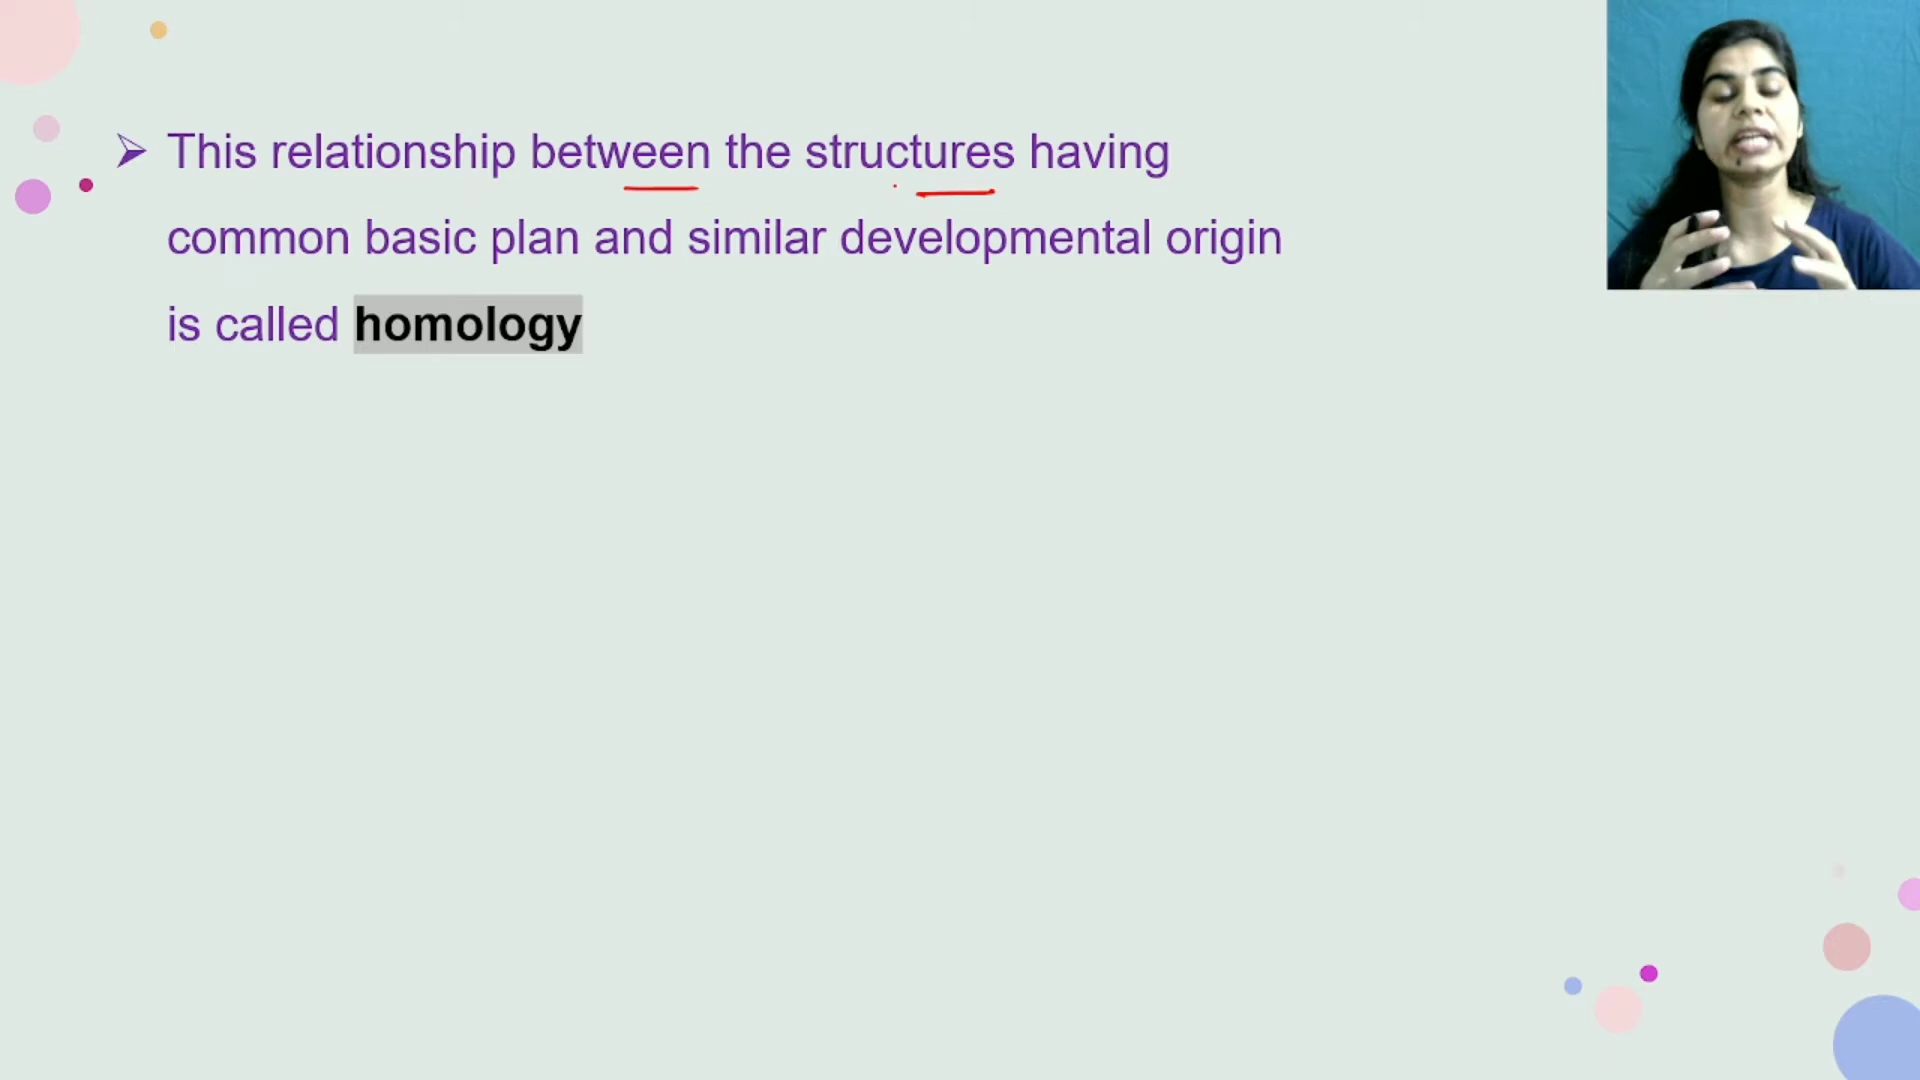 This relationship between the structures having
common basic plan and similar developmental origin
is called homology